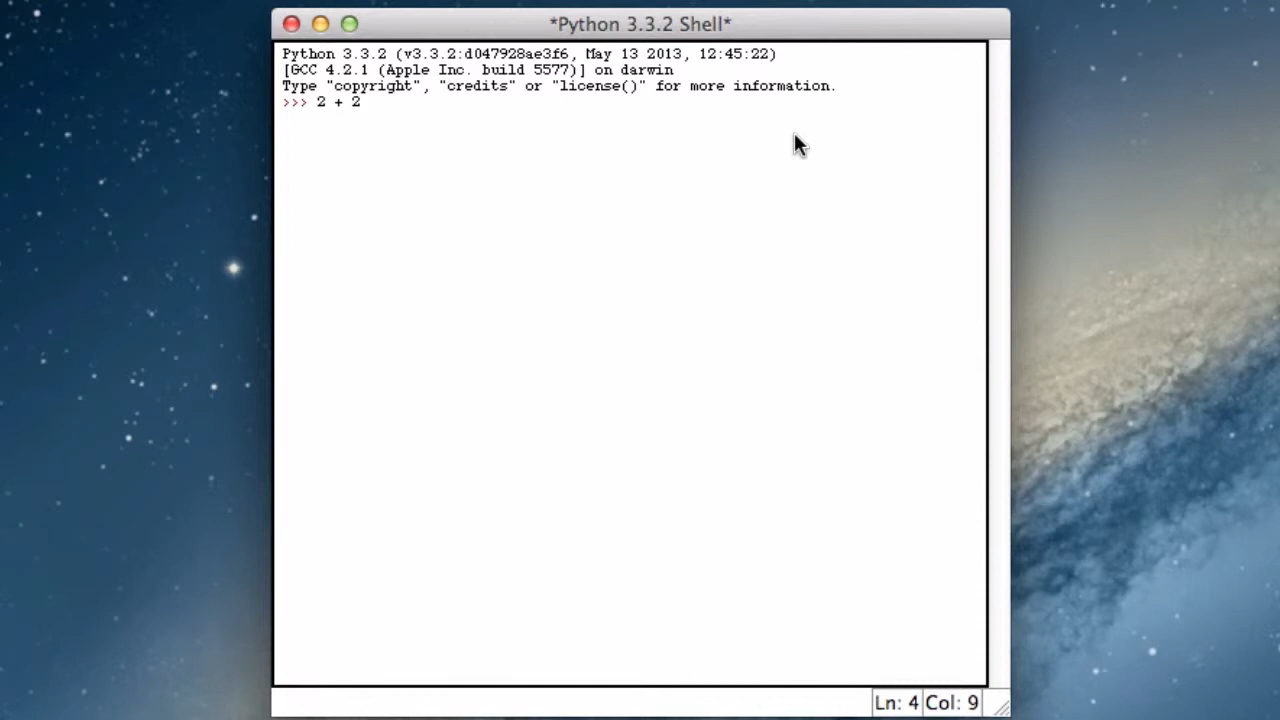 *Python 3.3.2 Shell*
Python 3.3.2 (v3.3.2:d047928ae3f6, May 13 2013, 12:45:22)
[GCC 4.2.1 (Apple Inc. build 5577)] on darwin
Type "copyright", "credits" or "license()" for more information.
>>> 2 + 2
Ln: 4 Col: 9